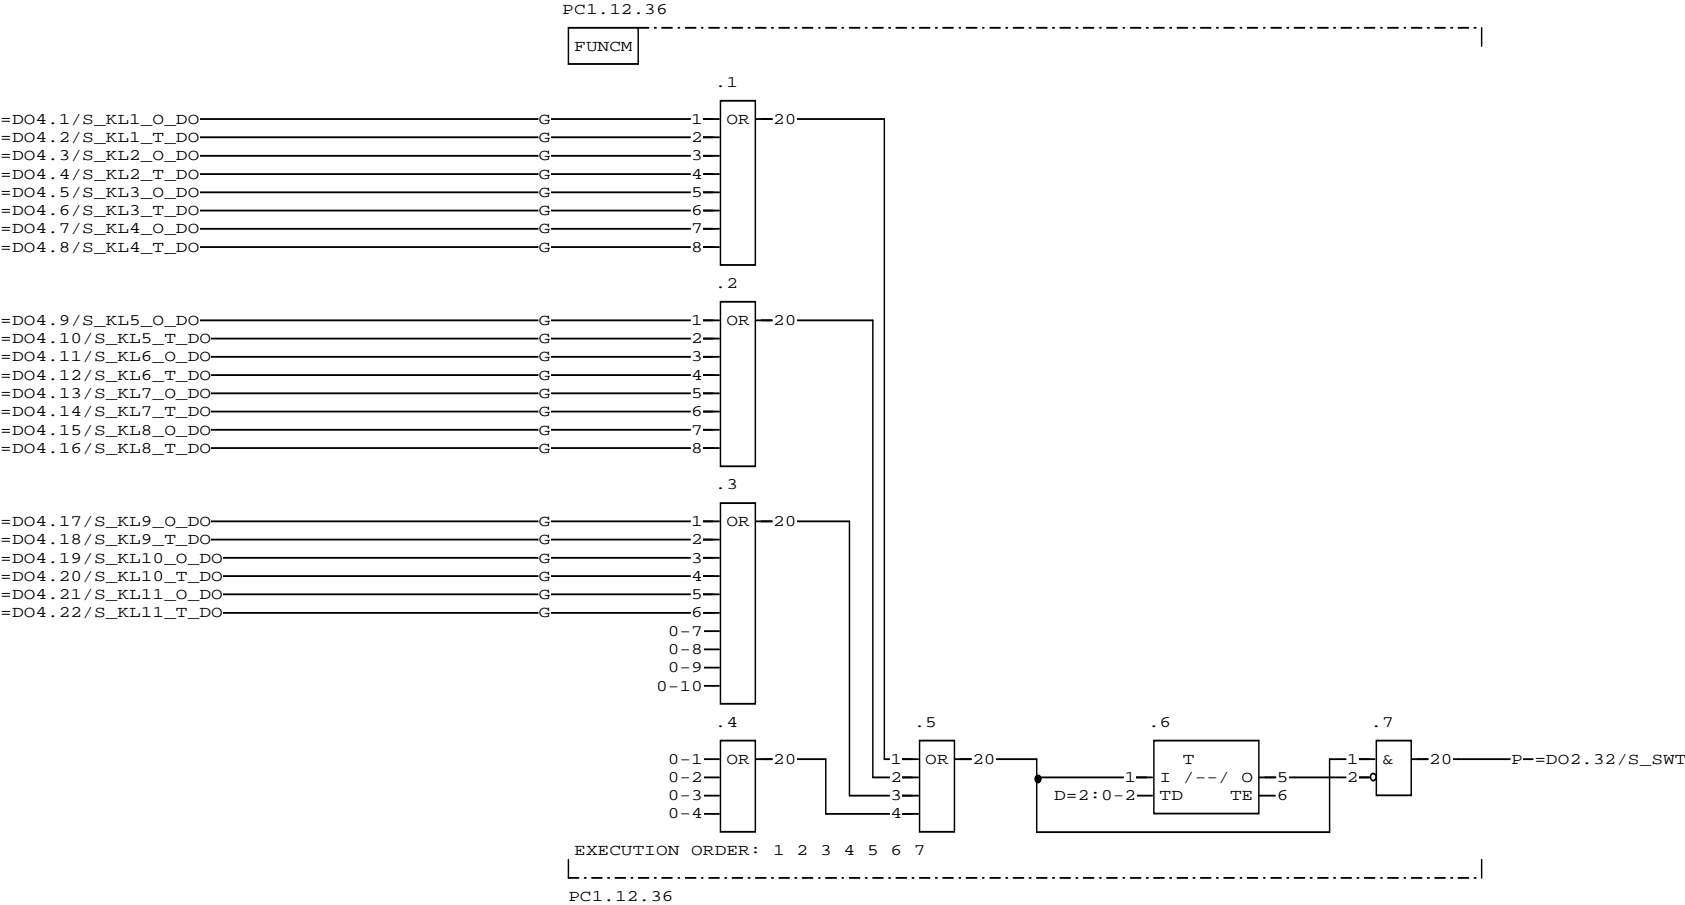 PC1.12.36
FUNCM
.1
=DO4.1/S_KL1_O_DO G 1 OR 20
=DO4.2/S_KL1_T_DO G 2
=DO4.3/S_KL2_O_DO G 3
=DO4.4/S_KL2_T_DO G 4
=DO4.5/S_KL3_O_DO G 5
=DO4.6/S_KL3_T_DO G 6
=DO4.7/S_KL4_O_DO G 7
=DO4.8/S_KL4_T_DO G 8
.2
=DO4.9/S_KL5_O_DO G 1 OR 20
=DO4.10/S_KL5_T_DO G 2
=DO4.11/S_KL6_O_DO G 3
=DO4.12/S_KL6_T_DO G 4
=DO4.13/S_KL7_O_DO G 5
=DO4.14/S_KL7_T_DO G 6
=DO4.15/S_KL8_O_DO G 7
=DO4.16/S_KL8_T_DO G 8
.3
=DO4.17/S_KL9_O_DO G 1 OR 20
=DO4.18/S_KL9_T_DO G 2
=DO4.19/S_KL10_O_DO G 3
=DO4.20/S_KL10_T_DO G 4
=DO4.21/S_KL11_O_DO G 5
=DO4.22/S_KL11_T_DO G 6
0-7
0-8
0-9
0-10
.4 .5 .6 .7
0-1 OR 20 1 OR 20 T 1 & 20 P-=DO2.32/S_SWT
0-2 2 1 I /--/ O 5 2
0-3 3 D=2:0-2 TD TE 6
0-4 4
EXECUTION ORDER: 1 2 3 4 5 6 7
PC1.12.36